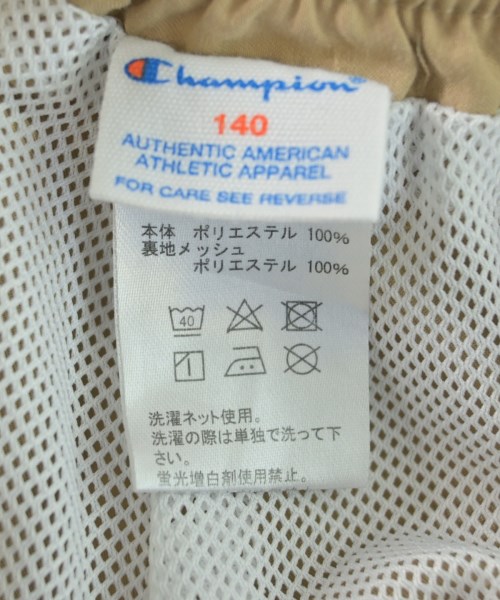 Champion®
140
AUTHENTIC AMERICAN
ATHLETIC APPAREL
FOR CARE SEE REVERSE
本体 ポリエステル 100%
裏地メッシュ
ポリエステル 100%
40
洗濯ネット使用。
洗濯の際は単独で洗って下
さい。
蛍光増白剤使用禁止。